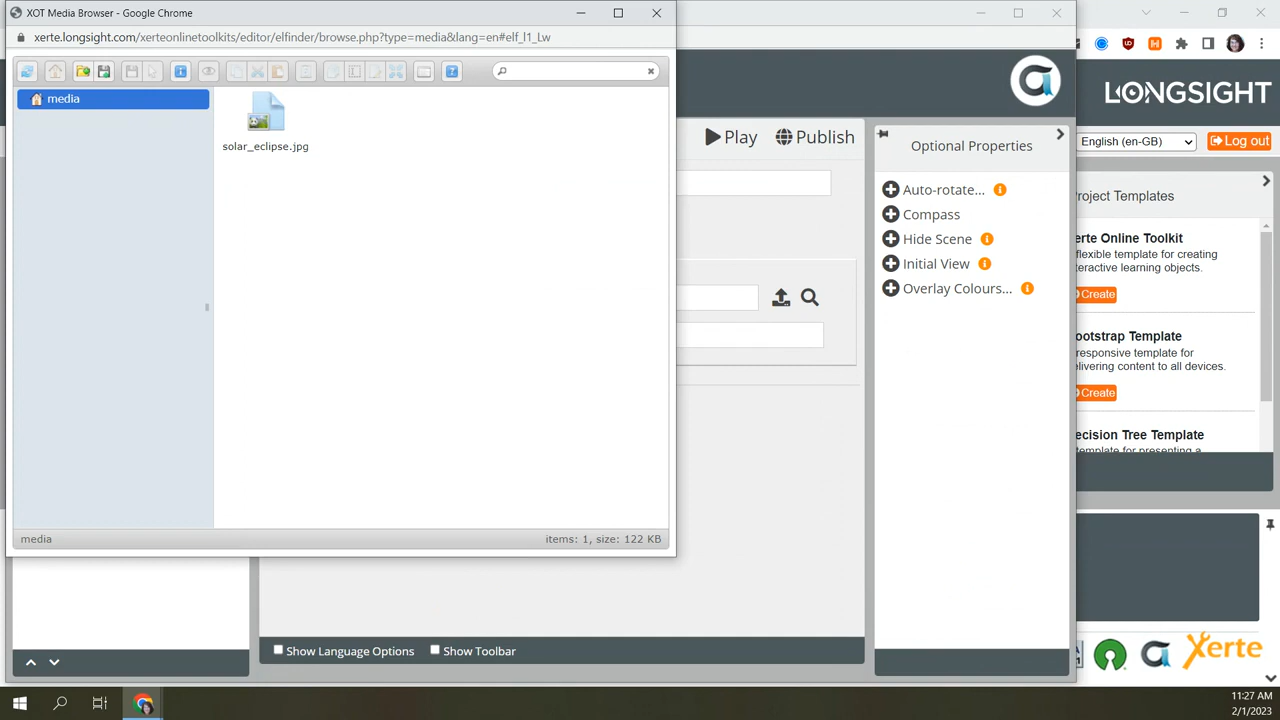 XOT Media Browser - Google Chrome
xerte.longsight.com/xerteonlinetoolkits/editor/elfinder/browse.php?type=media&lang=en#elf_l1_Lw
media
solar_eclipse.jpg
media
items: 1, size: 122 KB
Play
Publish
Optional Properties
Auto-rotate...
Compass
Hide Scene
Initial View
Overlay Colours...
Show Language Options
Show Toolbar
LONGSIGHT
English (en-GB)
Log out
roject Templates
erte Online Toolkit
flexible template for creating
teractive learning objects.
Create
ootstrap Template
responsive template for
elivering content to all devices.
Create
ecision Tree Template
template for presenting a
Xerte
11:27 AM
2/1/2023